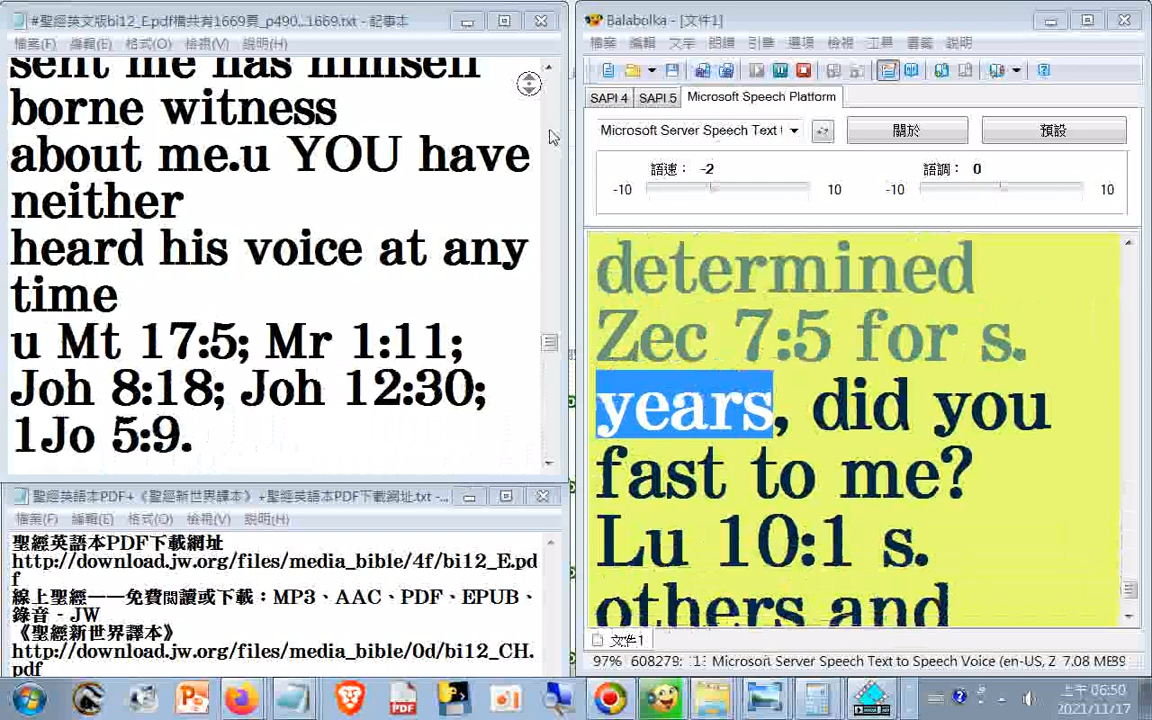 #聖經英文版bi12_E.pdf檔共有1669頁_p490...1669.txt - 記事本
檔案(F) 編輯(E) 格式(O) 檢視(V) 說明(H)
sent me has himself
borne witness
about me.u YOU have
neither
heard his voice at any
time
u Mt 17:5; Mr 1:11;
Joh 8:18; Joh 12:30;
1Jo 5:9.
聖經英語本PDF+《聖經新世界譯本》+聖經英語本PDF下載網址.txt -...
檔案(F) 編輯(E) 格式(O) 檢視(V) 說明(H)
聖經英語本PDF下載網址
http://download.jw.org/files/media_bible/4f/bi12_E.pd
f
線上聖經——免費閱讀或下載：MP3、AAC、PDF、EPUB、
錄音 - JW
《聖經新世界譯本》
http://download.jw.org/files/media_bible/0d/bi12_CH.
pdf
Balabolka - [文件1]
檔案 編輯 文字 朗讀 引擎 選項 檢視 工具 書籤 說明
SAPI 4 SAPI 5 Microsoft Speech Platform
Microsoft Server Speech Text 關於 預設
語速： -2 語調： 0
-10 10 -10 10
determined
Zec 7:5 for s.
years, did you
fast to me?
Lu 10:1 s.
others and
文件1
97% 608279: Microsoft Server Speech Text to Speech Voice (en-US, Z 7.08 MB
PDF
上午 06:50
2021/11/17